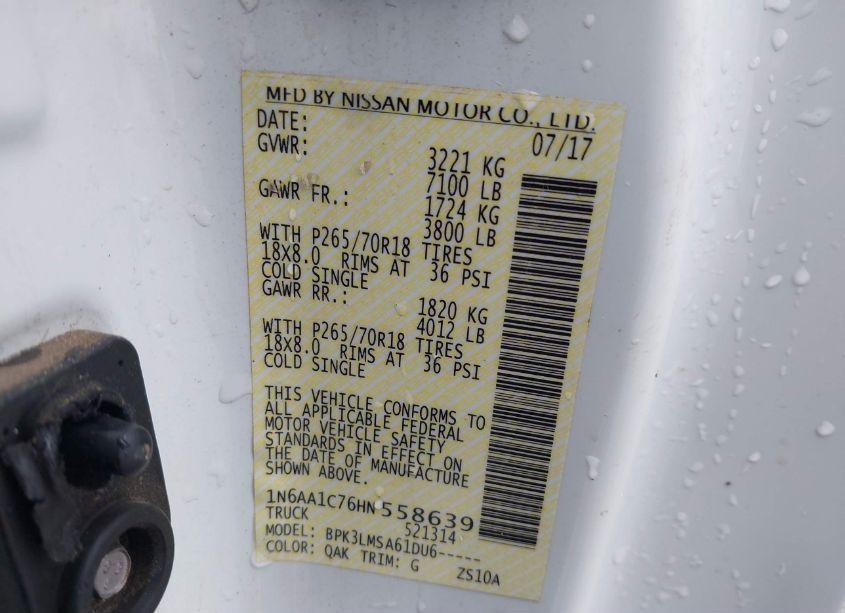 MFD BY NISSAN MOTOR CO., LTD.
DATE: 07/17
GVWR: 3221 KG
7100 LB
GAWR FR.: 1724 KG
3800 LB
WITH P265/70R18 TIRES
18X8.0 RIMS AT 36 PSI
COLD SINGLE
GAWR RR.: 1820 KG
4012 LB
WITH P265/70R18 TIRES
18X8.0 RIMS AT 36 PSI
COLD SINGLE
THIS VEHICLE CONFORMS TO
ALL APPLICABLE FEDERAL
MOTOR VEHICLE SAFETY
STANDARDS IN EFFECT ON
THE DATE OF MANUFACTURE
SHOWN ABOVE.
1N6AA1C76HN558639
TRUCK 521314
MODEL: BPK3LMSA61DU6-----
COLOR: QAK TRIM: G ZS10A